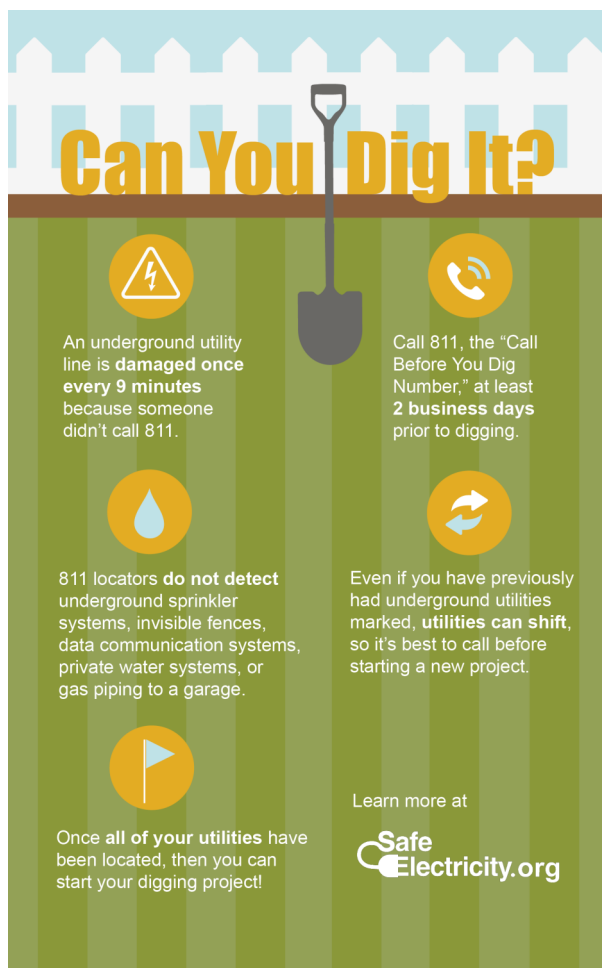 Can You Dig It?
An underground utility
line is damaged once
every 9 minutes
because someone
didn't call 811.
Call 811, the “Call
Before You Dig
Number,” at least
2 business days
prior to digging.
811 locators do not detect
underground sprinkler
systems, invisible fences,
data communication systems,
private water systems, or
gas piping to a garage.
Even if you have previously
had underground utilities
marked, utilities can shift,
so it's best to call before
starting a new project.
Once all of your utilities have
been located, then you can
start your digging project!
Learn more at
Safe
Electricity.org